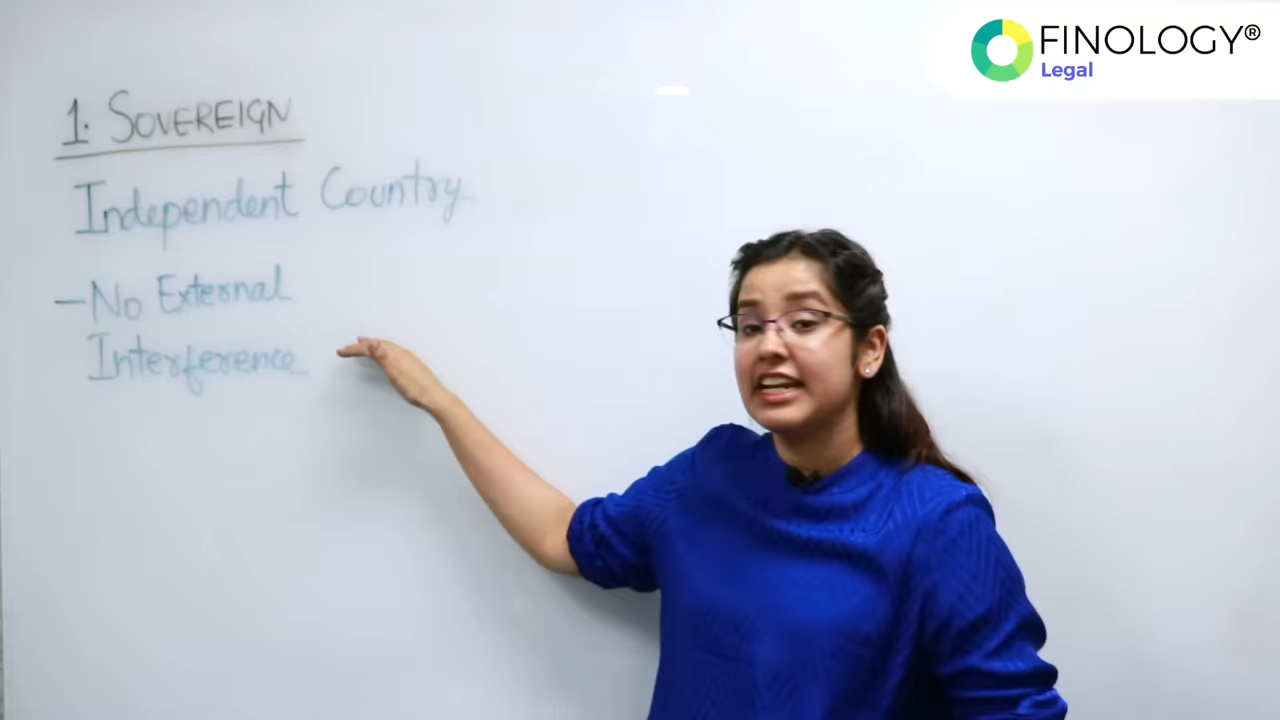 FINOLOGY®
Legal
1. SOVEREIGN
Independent Country
- No External
Interference